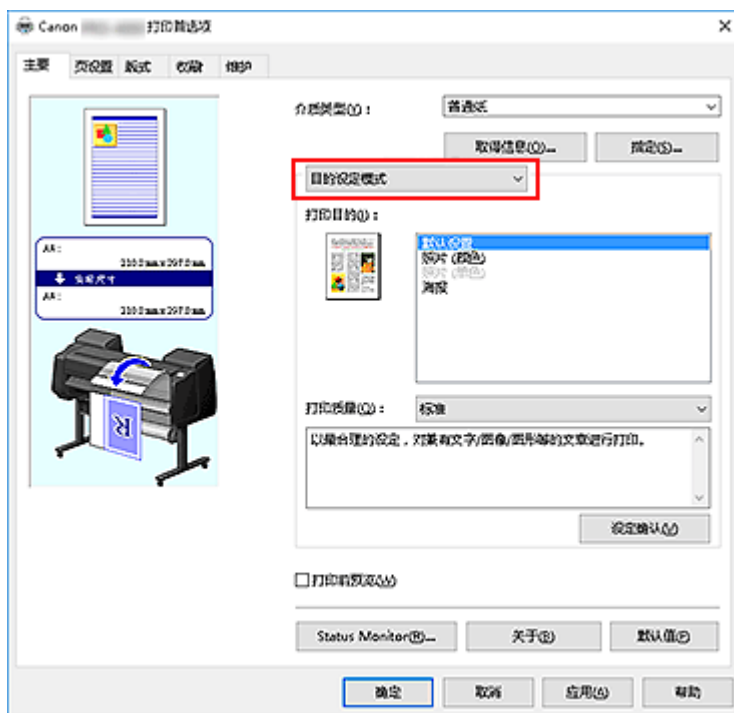 Canon 打印首选项
主要 页设置 版式 收藏 维护
介质类型(Y)： 普通纸
取得信息(O)... 指定(S)...
目的设定模式
打印目的(I)：
默认设置
照片 (颜色)
海报
A4:
210.0mm x 297.0mm
实际尺寸
A4:
210.0mm x 297.0mm
打印质量(Q)： 标准
以最合理的设定，对兼有文字/图像/图形等的文章进行打印。
设定确认(V)
打印前预览(W)
Status Monitor(R)... 关于(B) 默认值(F)
确定 取消 应用(A) 帮助